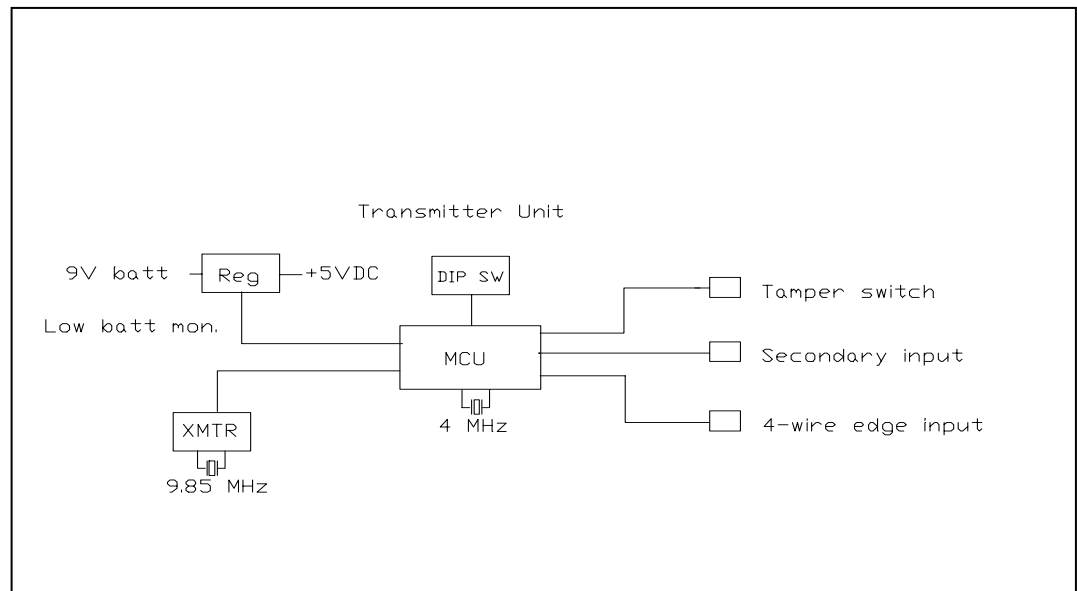 Transmitter Unit
9V batt
Reg
+5VDC
DIP SW
Tamper switch
Low batt mon.
MCU
Secondary input
XMTR
4 MHz
4-wire edge input
9.85 MHz